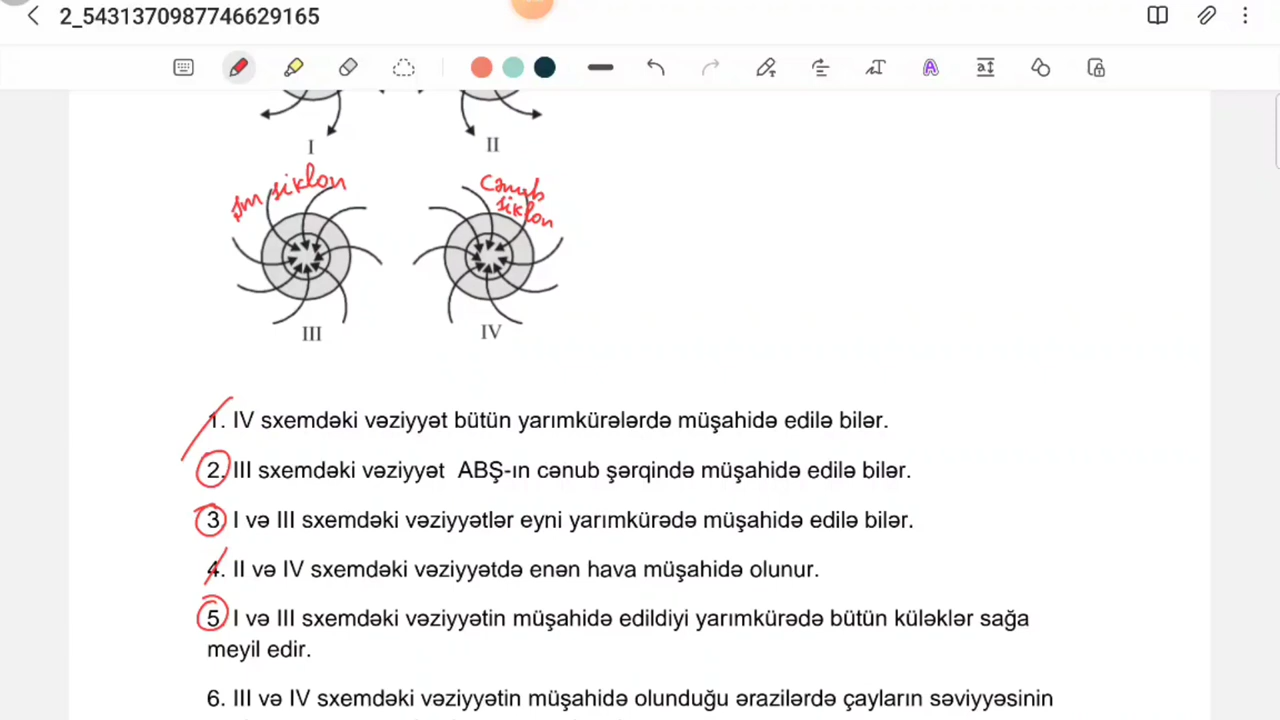 2_5431370987746629165
I
II
şm siklon
Cənub
siklon
III
IV
1. IV sxemdəki vəziyyət bütün yarımkürələrdə müşahidə edilə bilər.
2. III sxemdəki vəziyyət ABŞ-ın cənub şərqində müşahidə edilə bilər.
3 I və III sxemdəki vəziyyətlər eyni yarımkürədə müşahidə edilə bilər.
4. II və IV sxemdəki vəziyyətdə enən hava müşahidə olunur.
5 I və III sxemdəki vəziyyətin müşahidə edildiyi yarımkürədə bütün küləklər sağa
meyil edir.
6. III və IV sxemdəki vəziyyətin müşahidə olunduğu ərazilərdə çayların səviyyəsinin